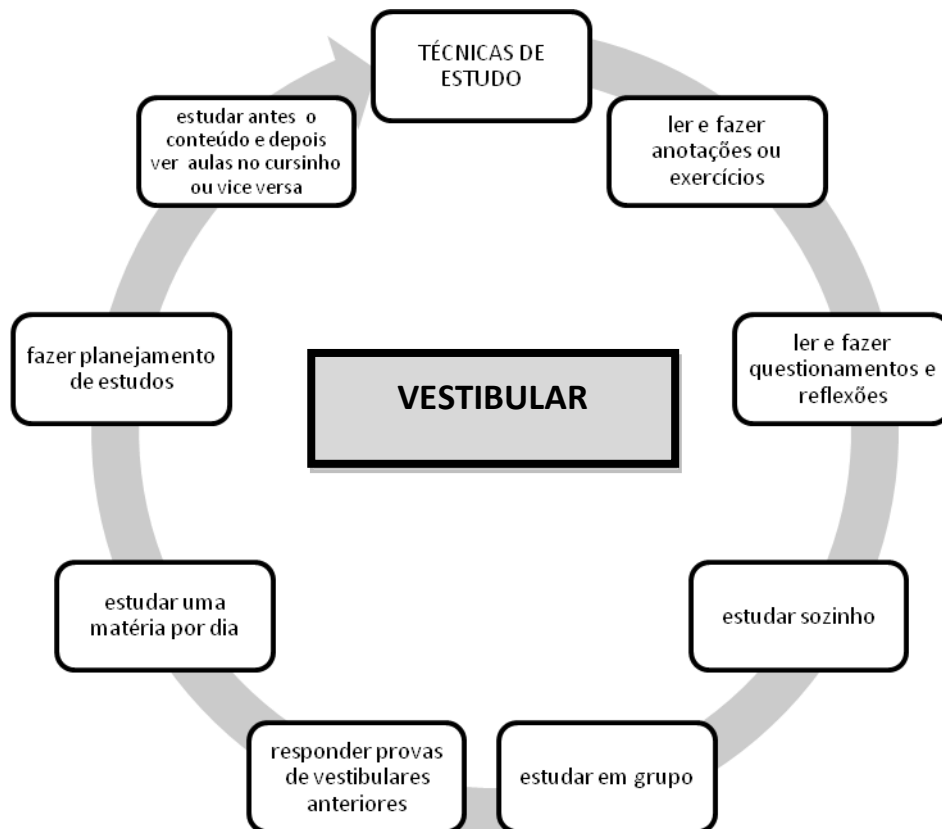 TÉCNICAS DE
ESTUDO
ler e fazer
anotações ou
exercícios
ler e fazer
questionamentos e
reflexões
estudar sozinho
estudar em grupo
responder provas
de vestibulares
anteriores
estudar uma
matéria por dia
fazer planejamento
de estudos
estudar antes o
conteúdo e depois
ver aulas no cursinho
ou vice versa
VESTIBULAR